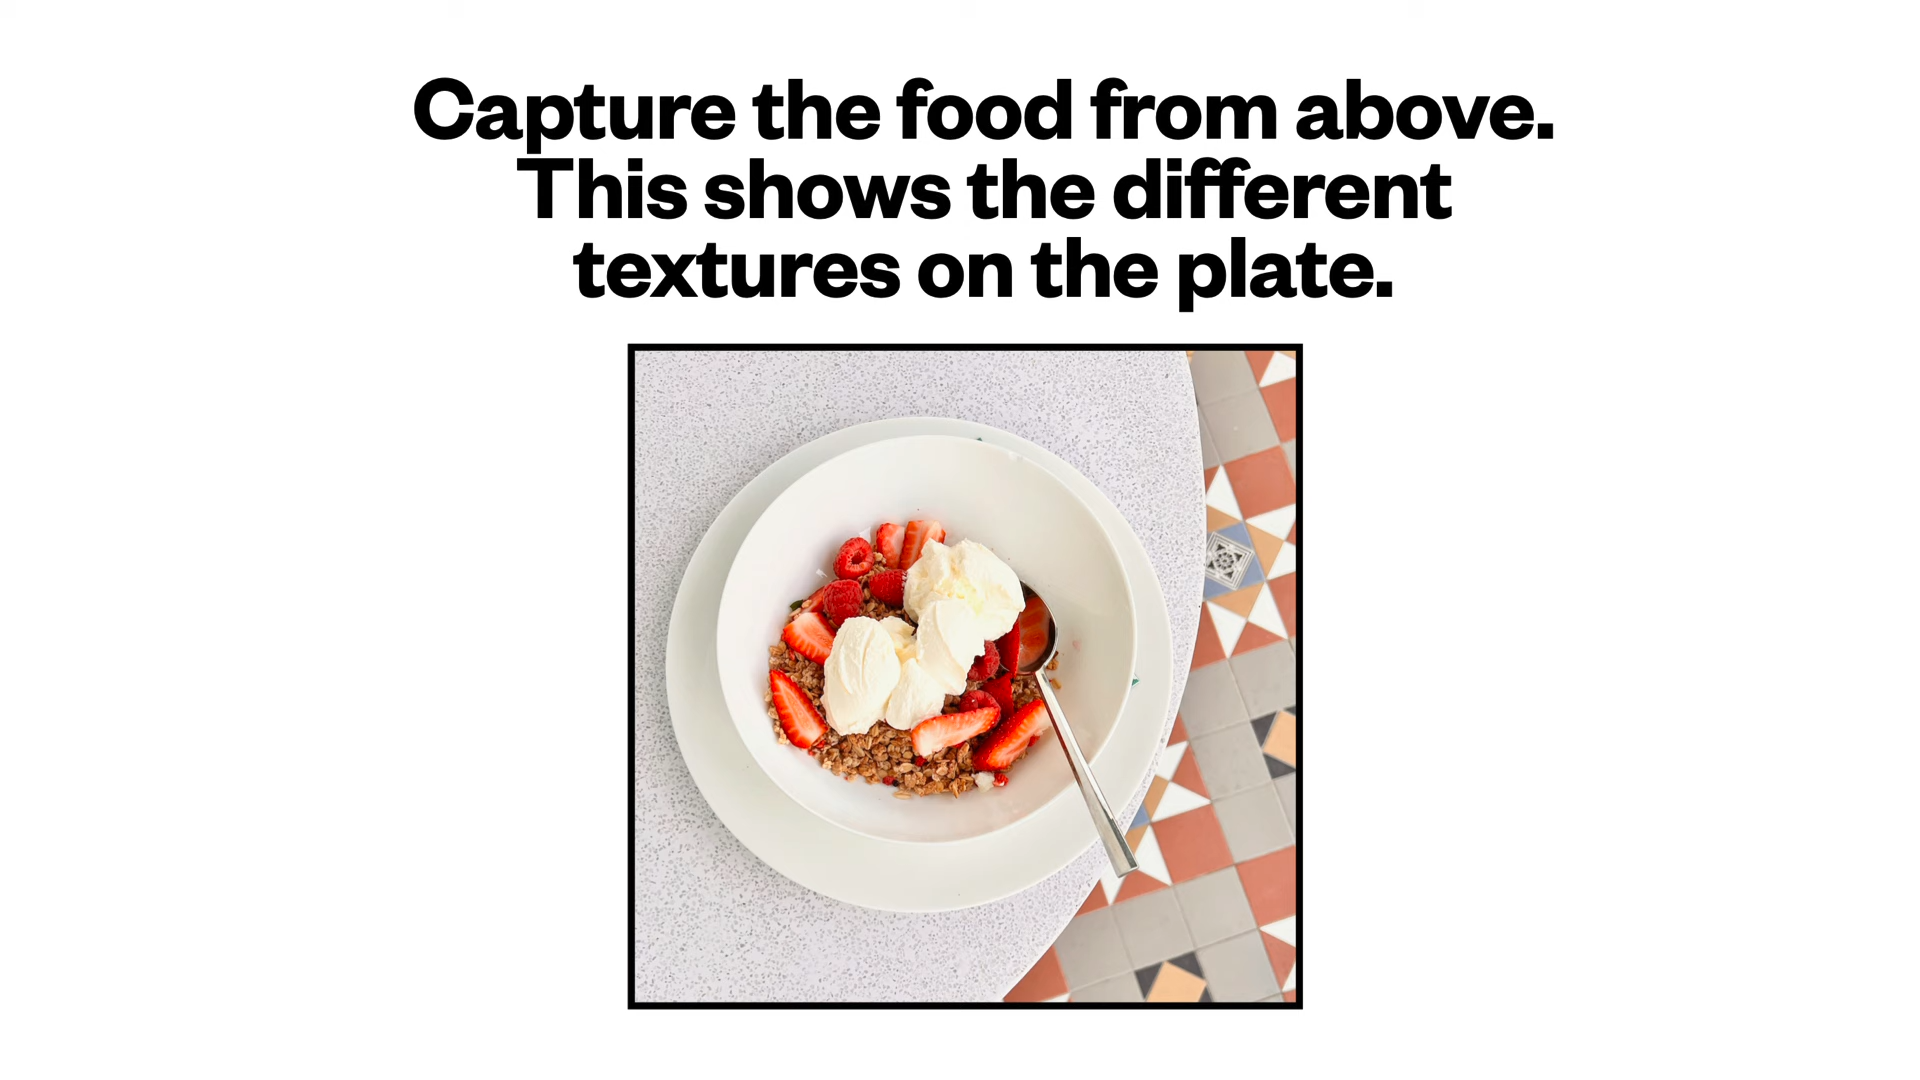 Capture the food from above.
This shows the different
textures on the plate.